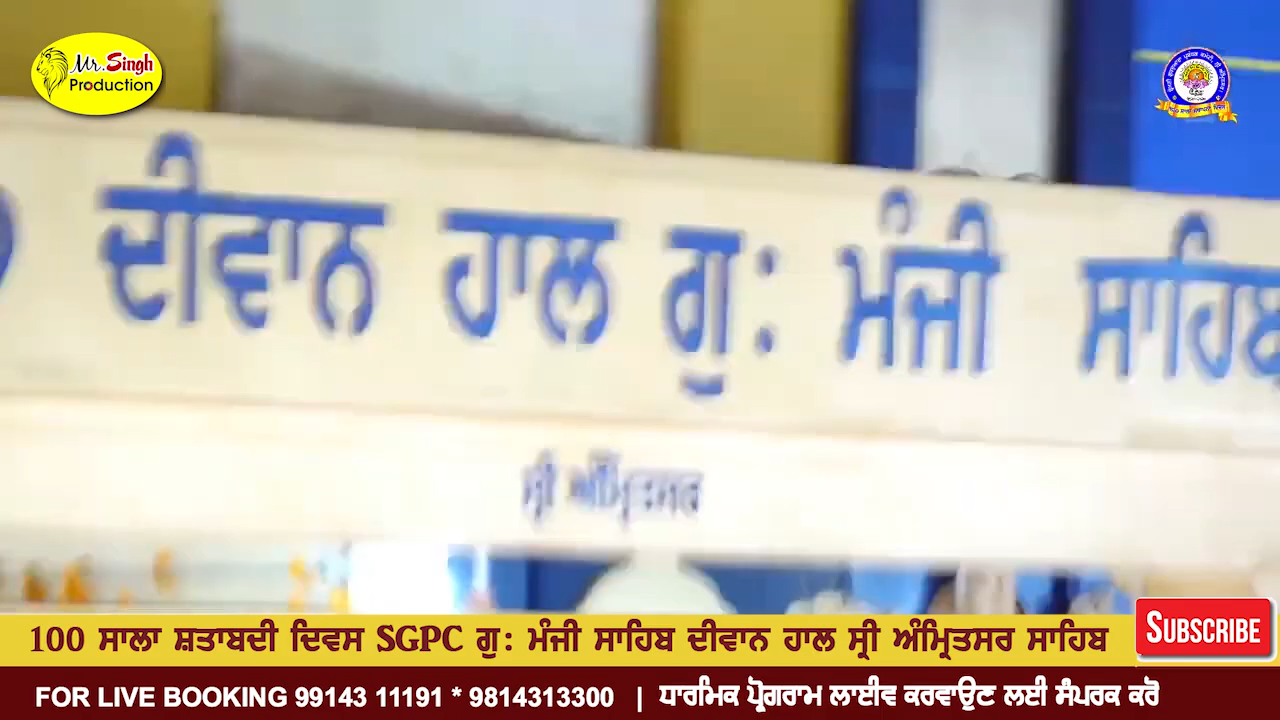 Mr.Singh
Production
ਦੀਵਾਨ ਹਾਲ ਗੁ: ਮੰਜੀ ਸਾਹਿਬ
ਸ੍ਰੀ ਅੰਮ੍ਰਿਤਸਰ
100 ਸਾਲਾ ਸ਼ਤਾਬਦੀ ਦਿਵਸ SGPC ਗੁ: ਮੰਜੀ ਸਾਹਿਬ ਦੀਵਾਨ ਹਾਲ ਸ੍ਰੀ ਅੰਮ੍ਰਿਤਸਰ ਸਾਹਿਬ
SUBSCRIBE
FOR LIVE BOOKING 99143 11191 * 9814313300 | ਧਾਰਮਿਕ ਪ੍ਰੋਗਰਾਮ ਲਾਈਵ ਕਰਵਾਉਣ ਲਈ ਸੰਪਰਕ ਕਰੋ